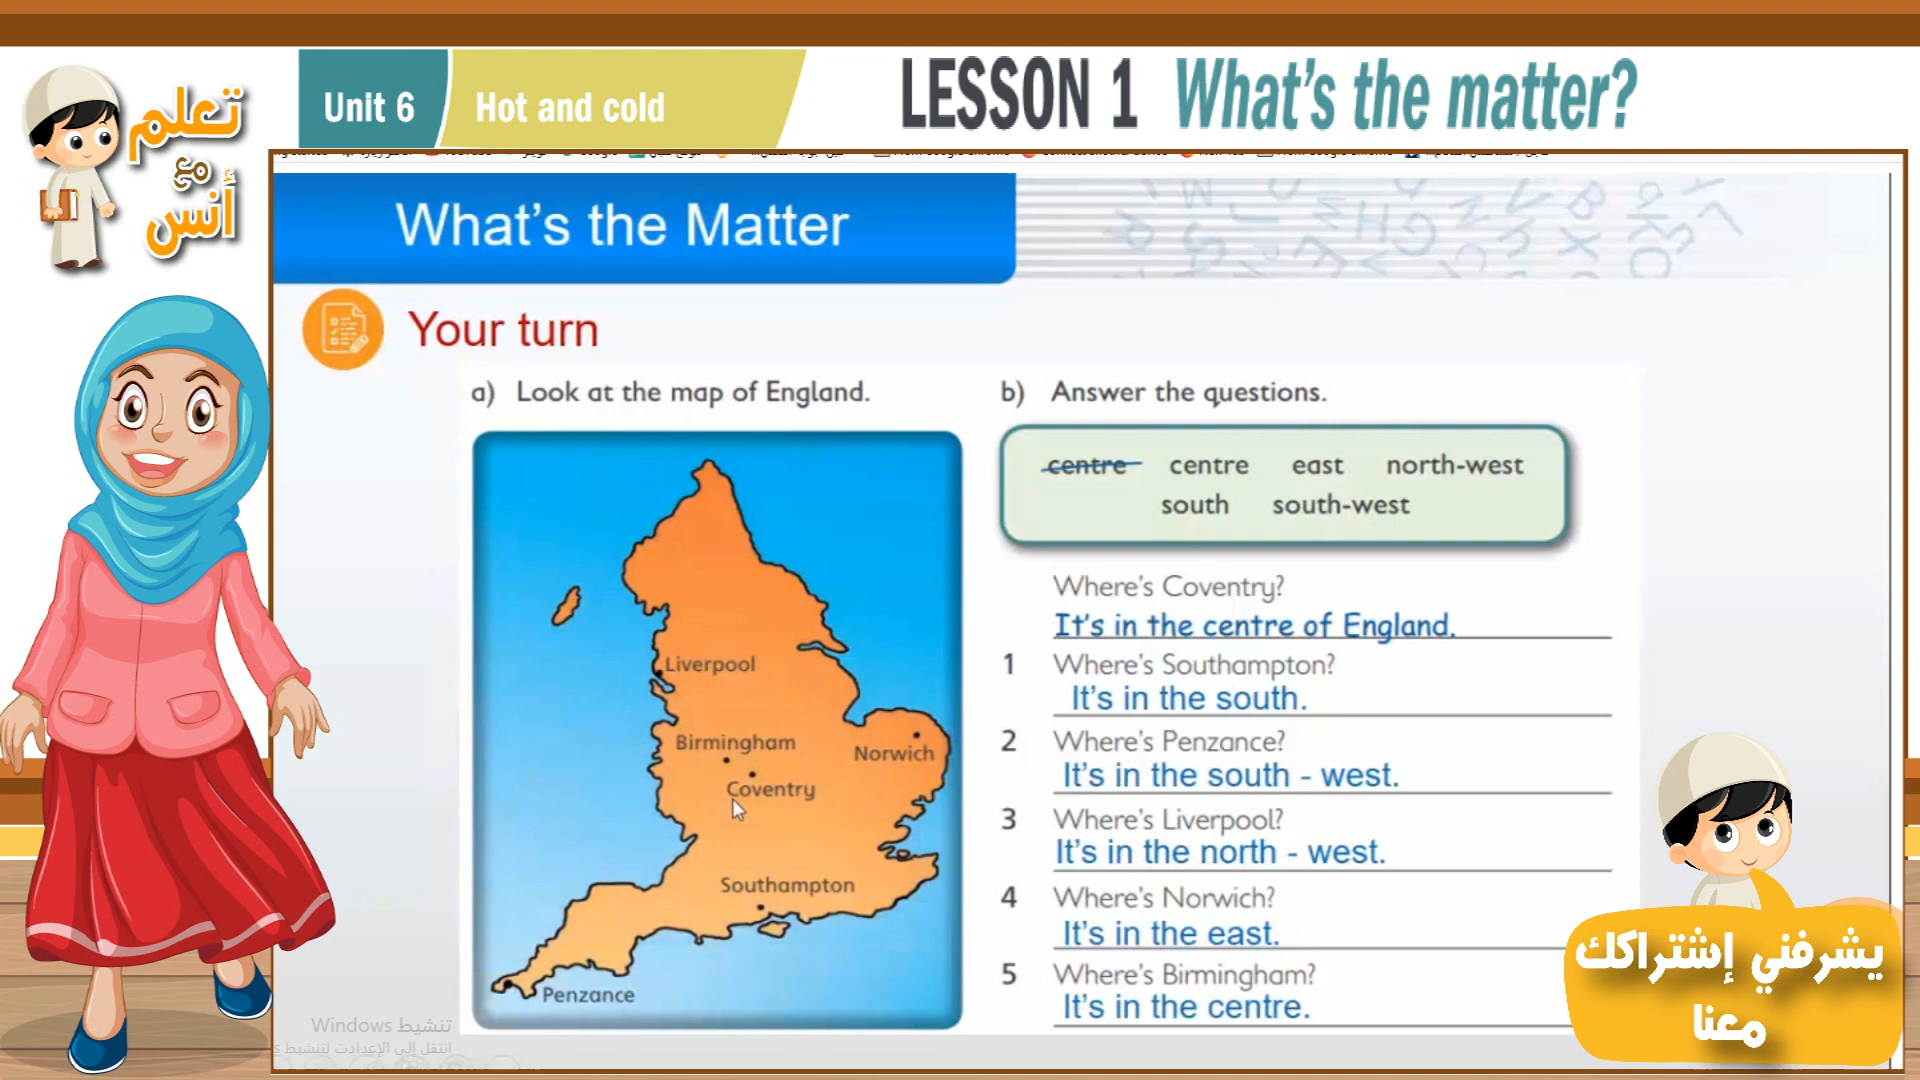 تعلم
مع
أنس
Unit 6
Hot and cold
LESSON 1 What's the matter?
What's the Matter
Your turn
a) Look at the map of England.
Liverpool
Birmingham
Norwich
Coventry
Southampton
Penzance
b) Answer the questions.
centre centre east north-west
south south-west
Where's Coventry?
It's in the centre of England.
1 Where's Southampton?
It's in the south.
2 Where's Penzance?
It's in the south - west.
3 Where's Liverpool?
It's in the north - west.
4 Where's Norwich?
It's in the east.
5 Where's Birmingham?
It's in the centre.
تنشيط Windows
انتقل إلى الإعدادت لتنشيط
يشرفني إشتراكك
معنا